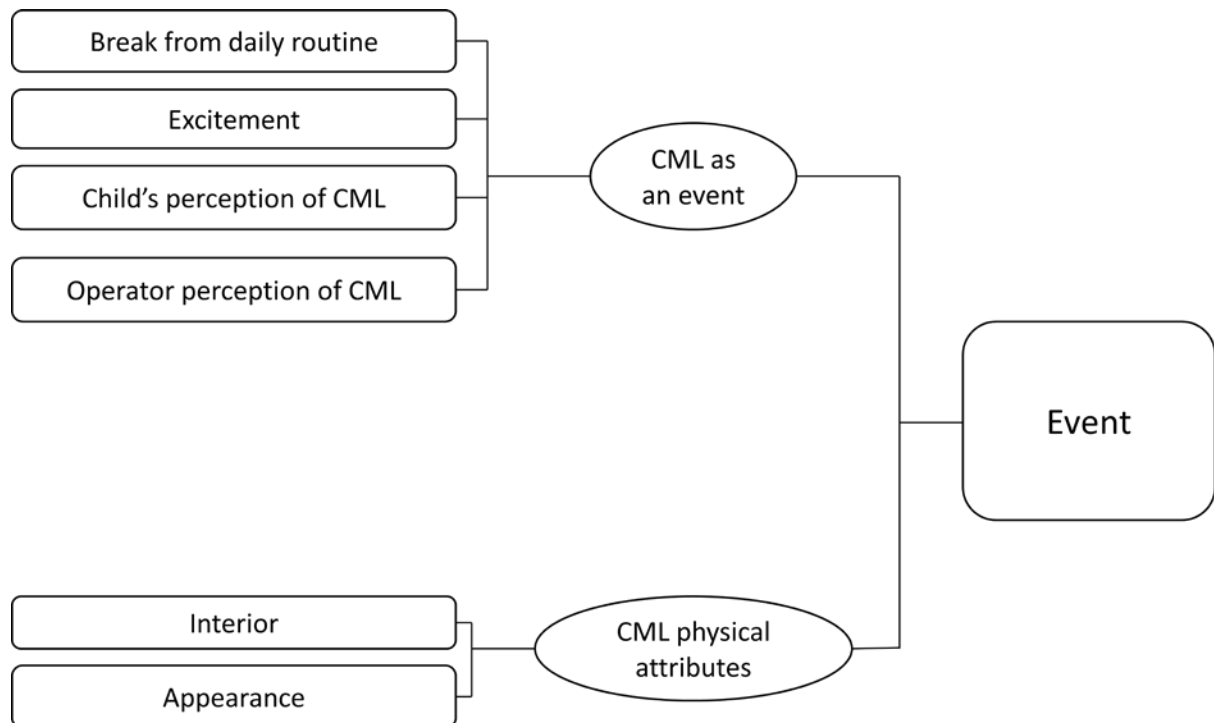 Break from daily routine
Excitement
Child’s perception of CML
Operator perception of CML
CML as
an event
Event
Interior
Appearance
CML physical
attributes